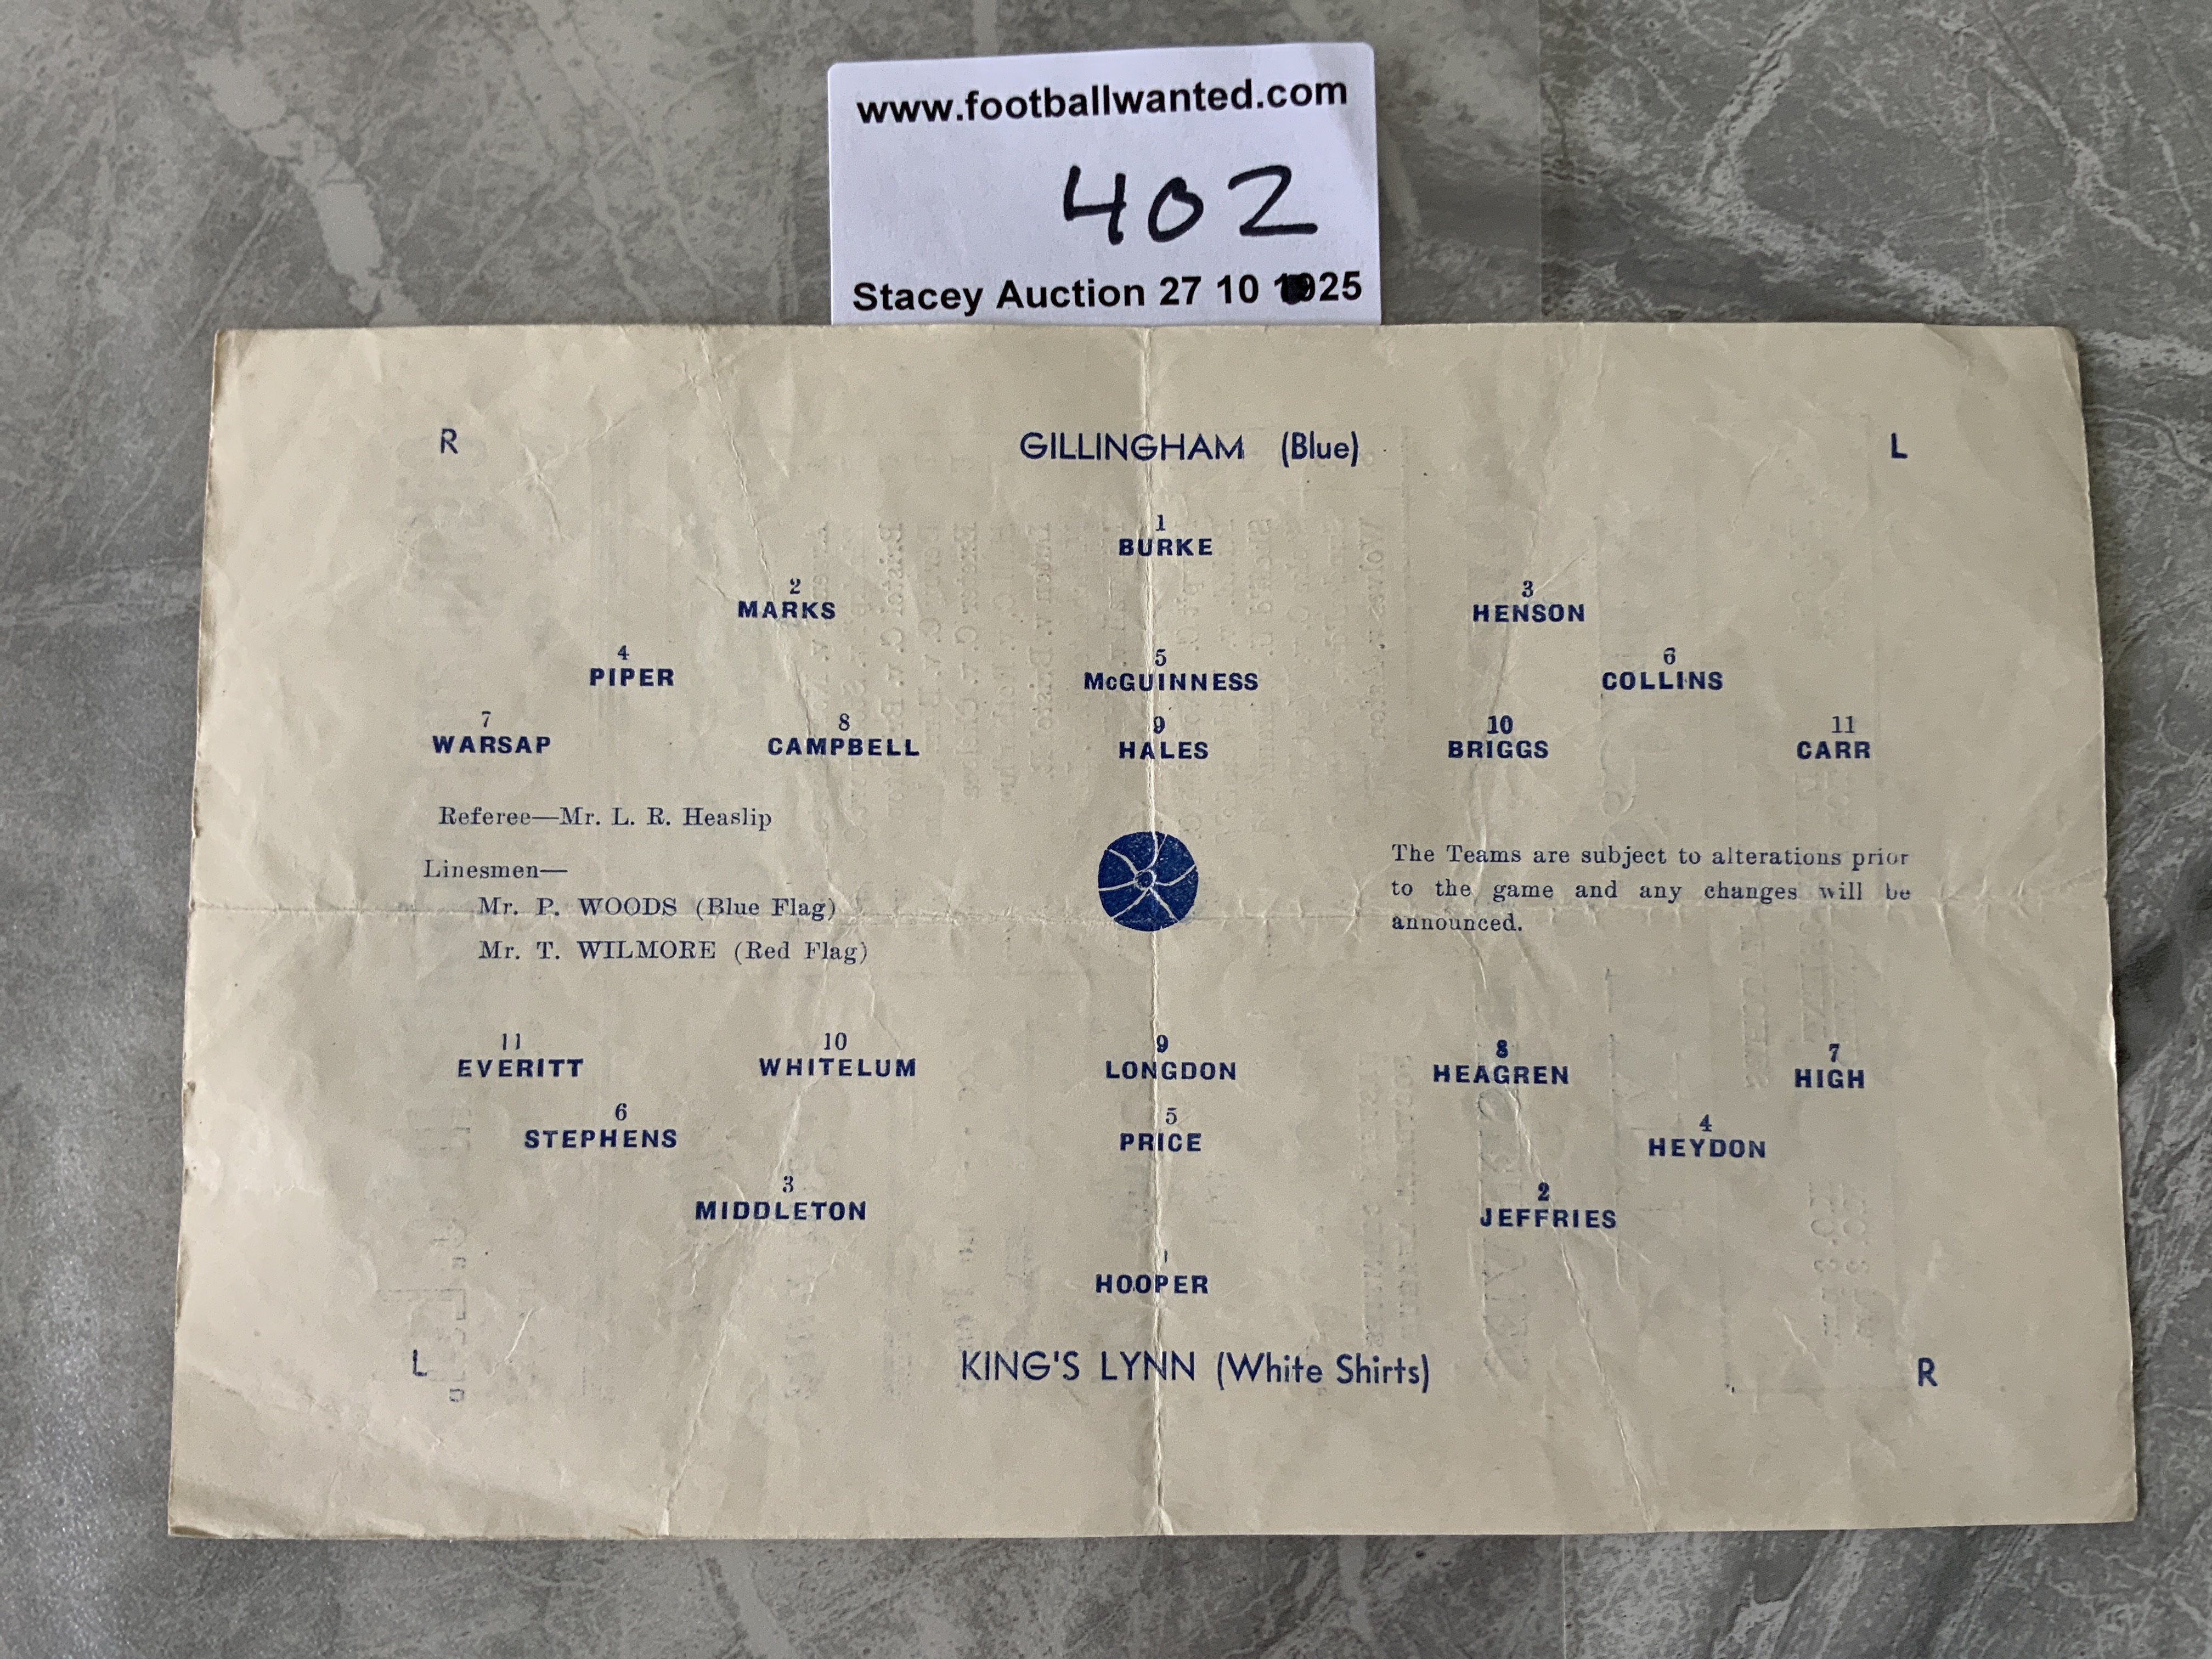 www.footballwanted.com
402
Stacey Auction 27 10 1925
R GILLINGHAM (Blue) L
1
BURKE
2 3
MARKS HENSON
4 5 6
PIPER McGUINNESS COLLINS
7 8 9 10 11
WARSAP CAMPBELL HALES BRIGGS CARR
Referee—Mr. L. R. Heaslip
Linesmen—
Mr. P. WOODS (Blue Flag)
Mr. T. WILMORE (Red Flag)
The Teams are subject to alterations prior
to the game and any changes will be
announced.
11 10 9 8 7
EVERITT WHITELUM LONGDON HEAGREN HIGH
6 5 4
STEPHENS PRICE HEYDON
3 2
MIDDLETON JEFFRIES
1
HOOPER
L KING'S LYNN (White Shirts) R